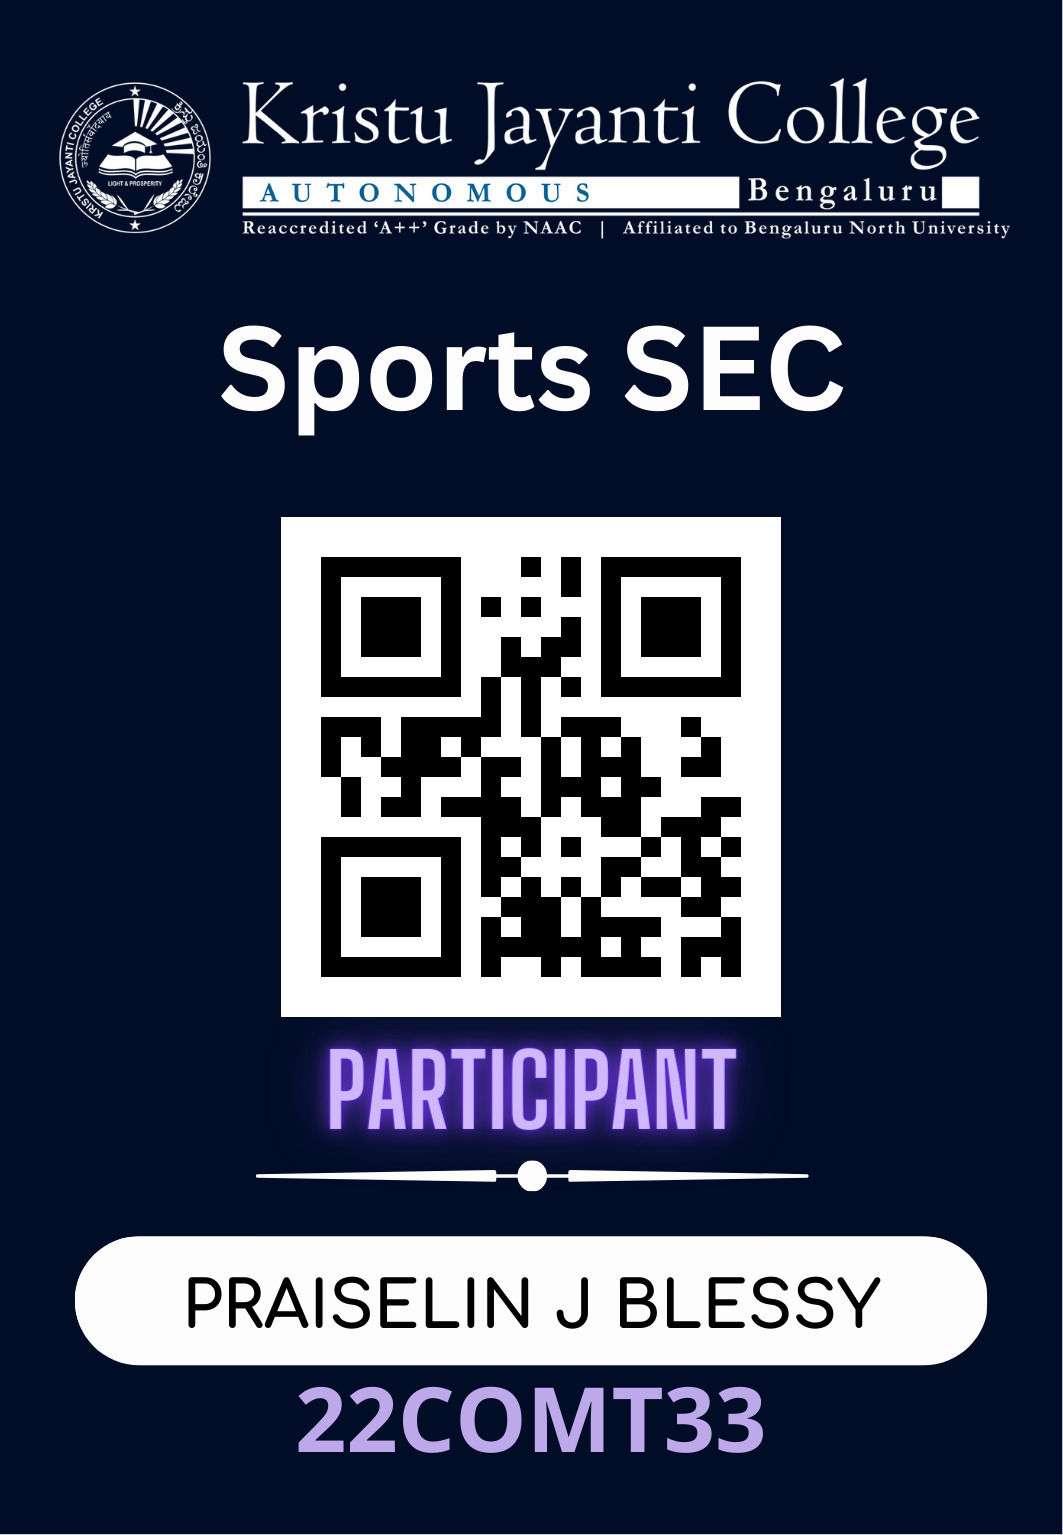 KRISTU JAYANTI COLLEGE
ಕ್ರಿಸ್ತು ಜಯಂತಿ ಕಾಲೇಜು
LIGHT & PROSPERITY
Kristu Jayanti College
AUTONOMOUS Bengaluru
Reaccredited ‘A++’ Grade by NAAC | Affiliated to Bengaluru North University
Sports SEC
PARTICIPANT
PRAISELIN J BLESSY
22COMT33